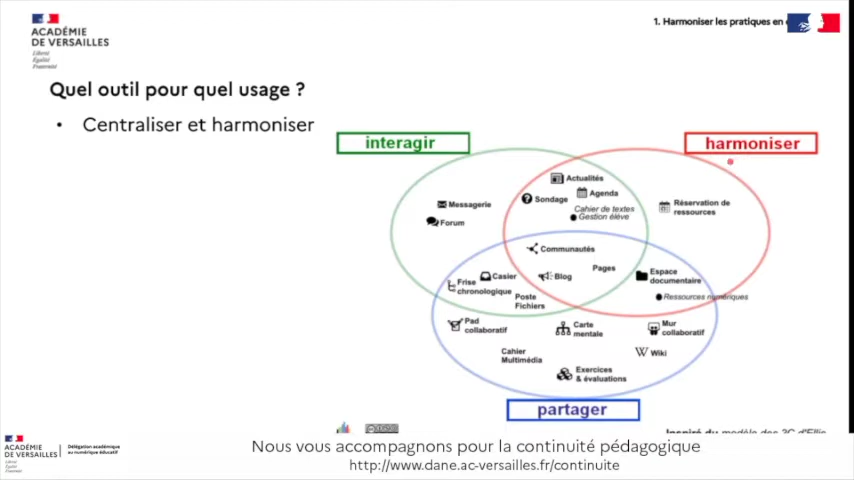 ACADÉMIE
DE VERSAILLES
Liberté
Égalité
Fraternité
1. Harmoniser les pratiques en
Quel outil pour quel usage ?
• Centraliser et harmoniser
interagir
harmoniser
Actualités
Agenda
Sondage
Messagerie
Forum
Cahier de textes
Gestion élève
Réservation de
ressources
Communautés
Pages
Casier
Blog
Espace
documentaire
Frise
chronologique
Poste
Fichiers
Ressources numériques
Pad
collaboratif
Carte
mentale
Mur
collaboratif
Cahier
Multimédia
W Wiki
Exercices
& évaluations
partager
Inspiré du modèle des 3C d'Ellis
ACADÉMIE
DE VERSAILLES
Liberté
Égalité
Fraternité
Délégation académique
au numérique éducatif
Nous vous accompagnons pour la continuité pédagogique
http://www.dane.ac-versailles.fr/continuite